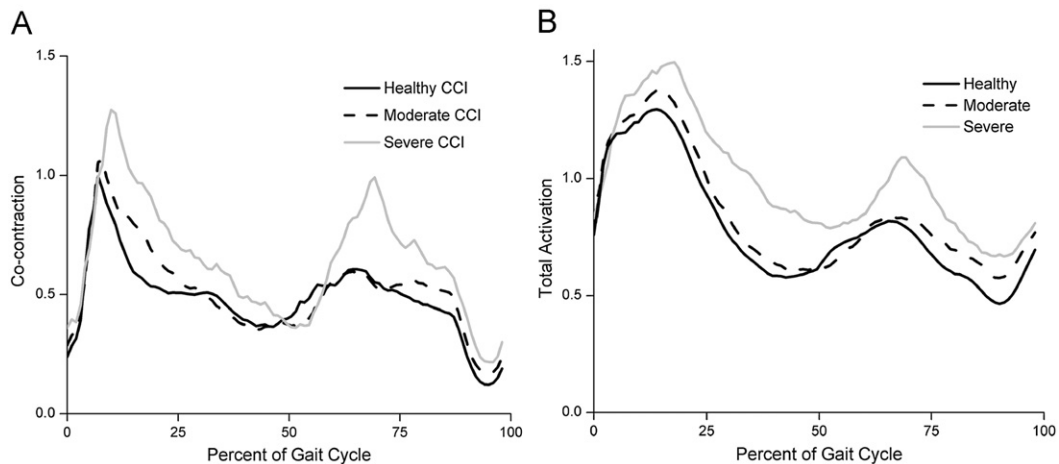 A
Co-contraction
1.5
1.0
0.5
0.0
Healthy CCI
Moderate CCI
Severe CCI
0
25
50
75
100
Percent of Gait Cycle
B
Total Activation
1.5
1.0
0.5
0.0
Healthy
Moderate
Severe
0
25
50
75
100
Percent of Gait Cycle